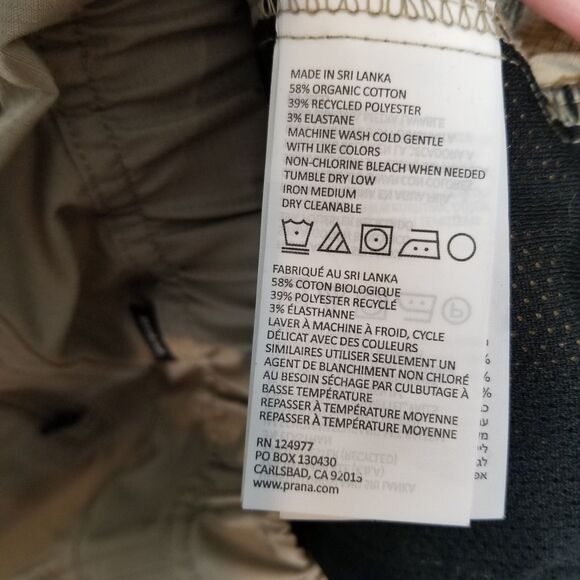 MADE IN SRI LANKA
58% ORGANIC COTTON
39% RECYCLED POLYESTER
3% ELASTANE
MACHINE WASH COLD GENTLE
WITH LIKE COLORS
NON-CHLORINE BLEACH WHEN NEEDED
TUMBLE DRY LOW
IRON MEDIUM
DRY CLEANABLE
FABRIQUÉ AU SRI LANKA
58% COTON BIOLOGIQUE
39% POLYESTER RECYCLÉ
3% ÉLASTHANNE
LAVER À MACHINE À FROID, CYCLE
DÉLICAT AVEC DES COULEURS
SIMILAIRES UTILISER SEULEMENT UN
AGENT DE BLANCHIMENT NON CHLORÉ
AU BESOIN SÉCHAGE PAR CULBUTAGE À
BASSE TEMPÉRATURE
REPASSER À TEMPÉRATURE MOYENNE
REPASSER À TEMPÉRATURE MOYENNE
RN 124977
PO BOX 130430
CARLSBAD, CA 92013
www.prana.com